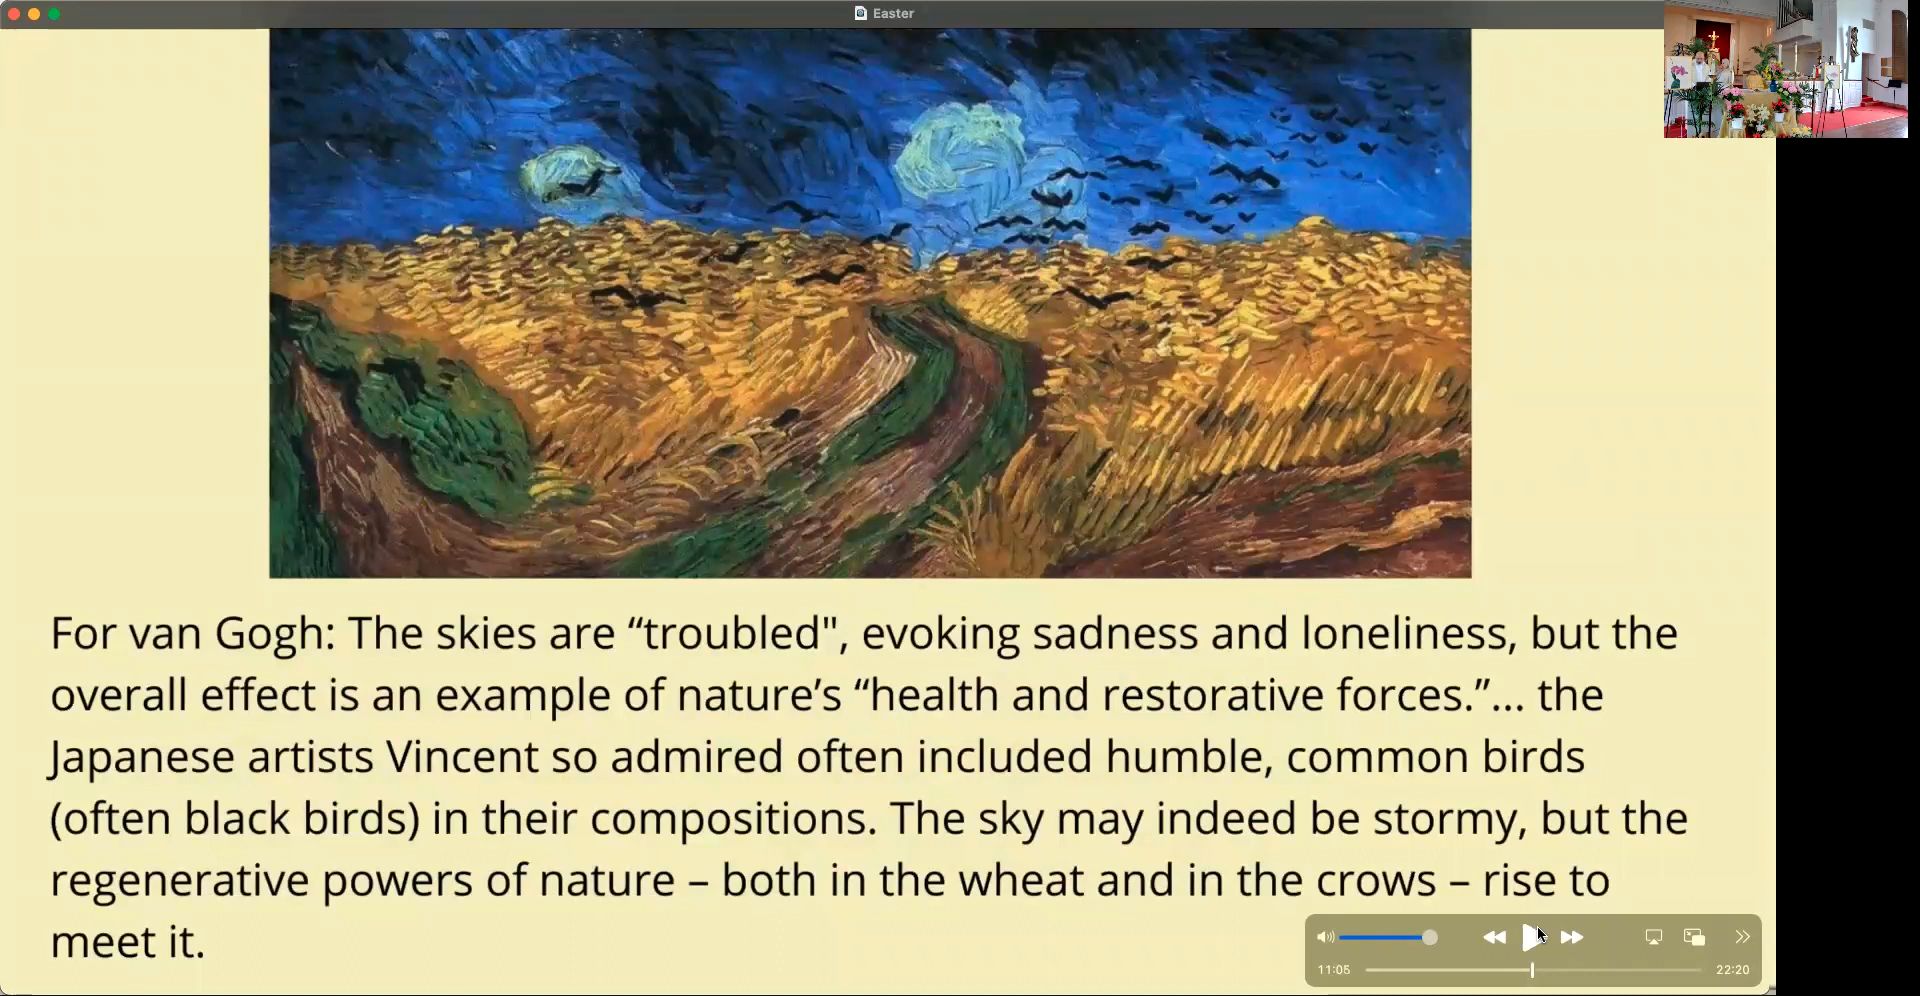 Easter
For van Gogh: The skies are “troubled", evoking sadness and loneliness, but the
overall effect is an example of nature’s “health and restorative forces.”... the
Japanese artists Vincent so admired often included humble, common birds
(often black birds) in their compositions. The sky may indeed be stormy, but the
regenerative powers of nature – both in the wheat and in the crows – rise to
meet it.
11:05
22:20